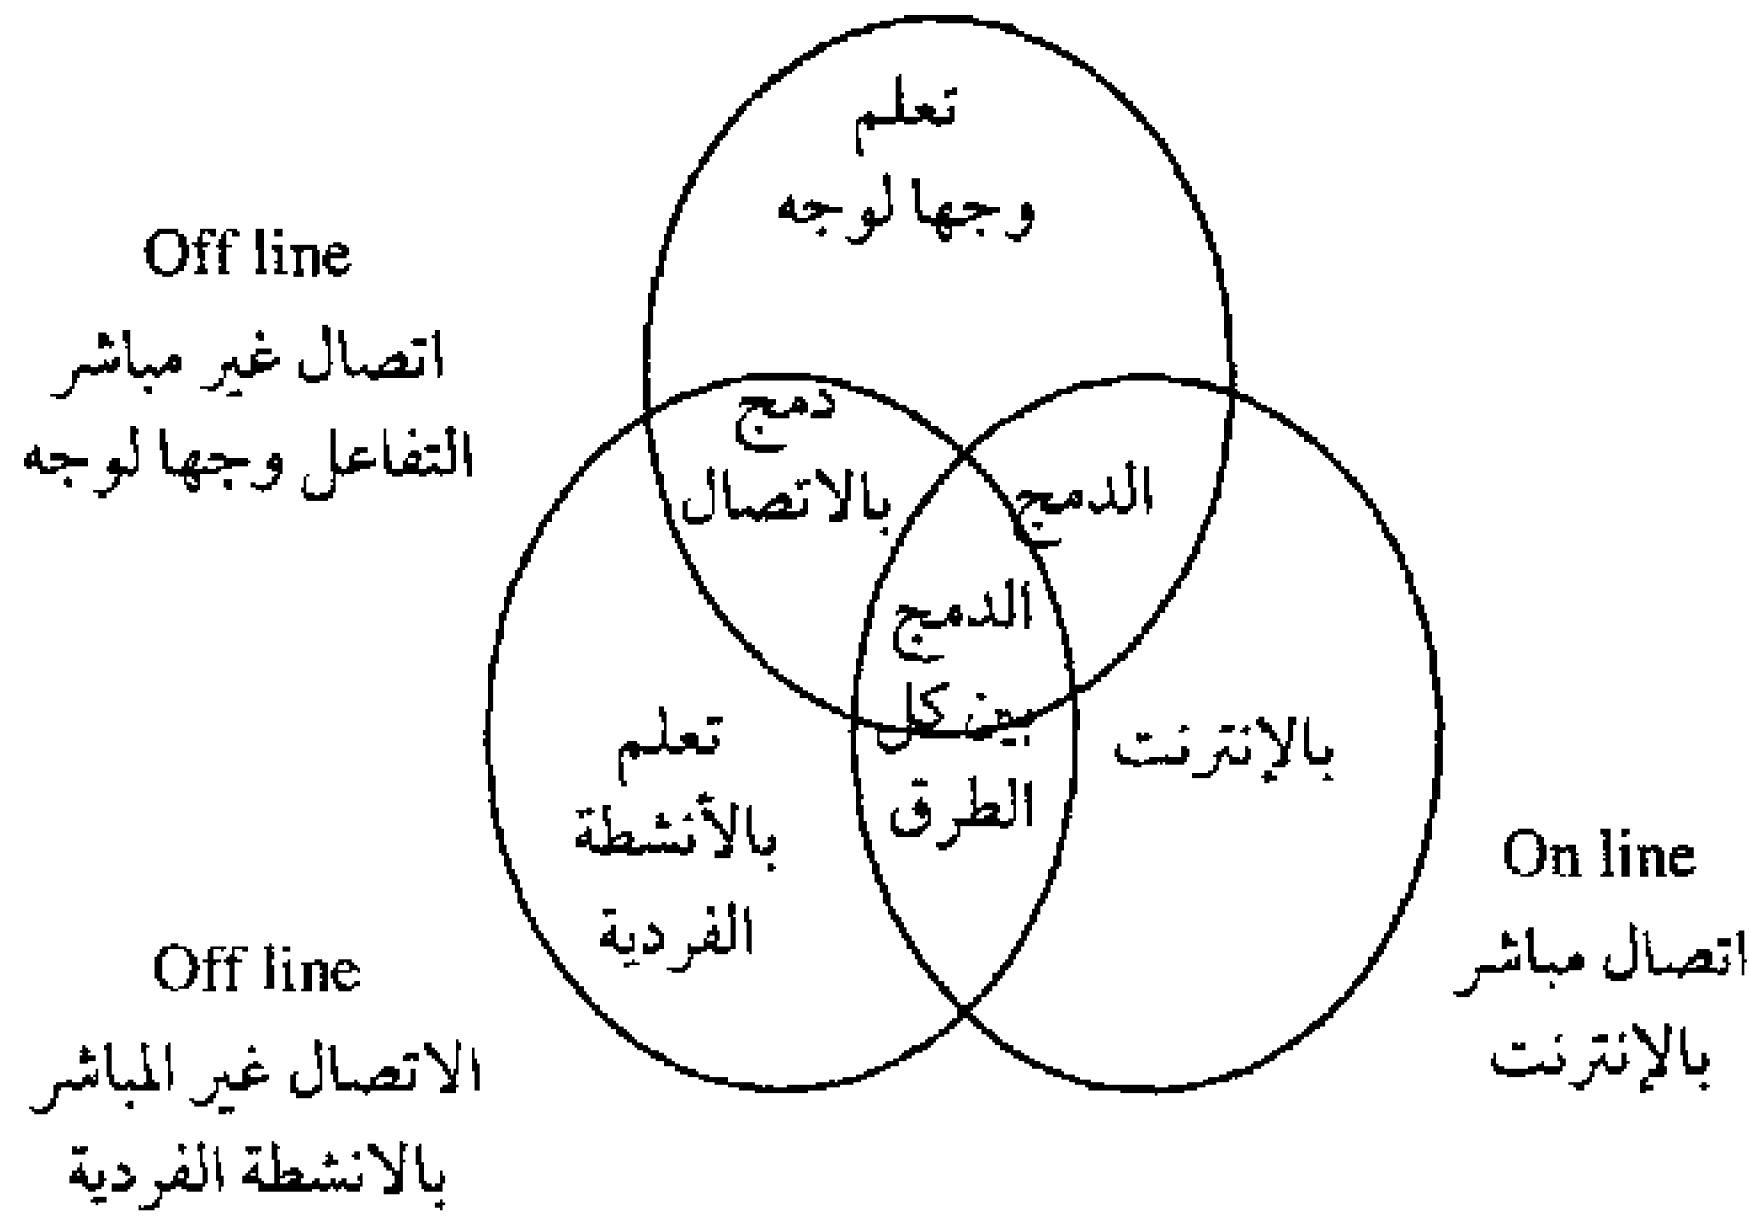 تعلم
وجها لوجه
Off line
اتصال غير مباشر
التفاعل وجها لوجه
دمج
بالاتصال
الدمج
الدمج
بين كل
الطرق
تعلم
بالأنشطة
الفردية
بالإنترنت
On line
اتصال مباشر
بالإنترنت
Off line
الاتصال غير المباشر
بالانشطة الفردية